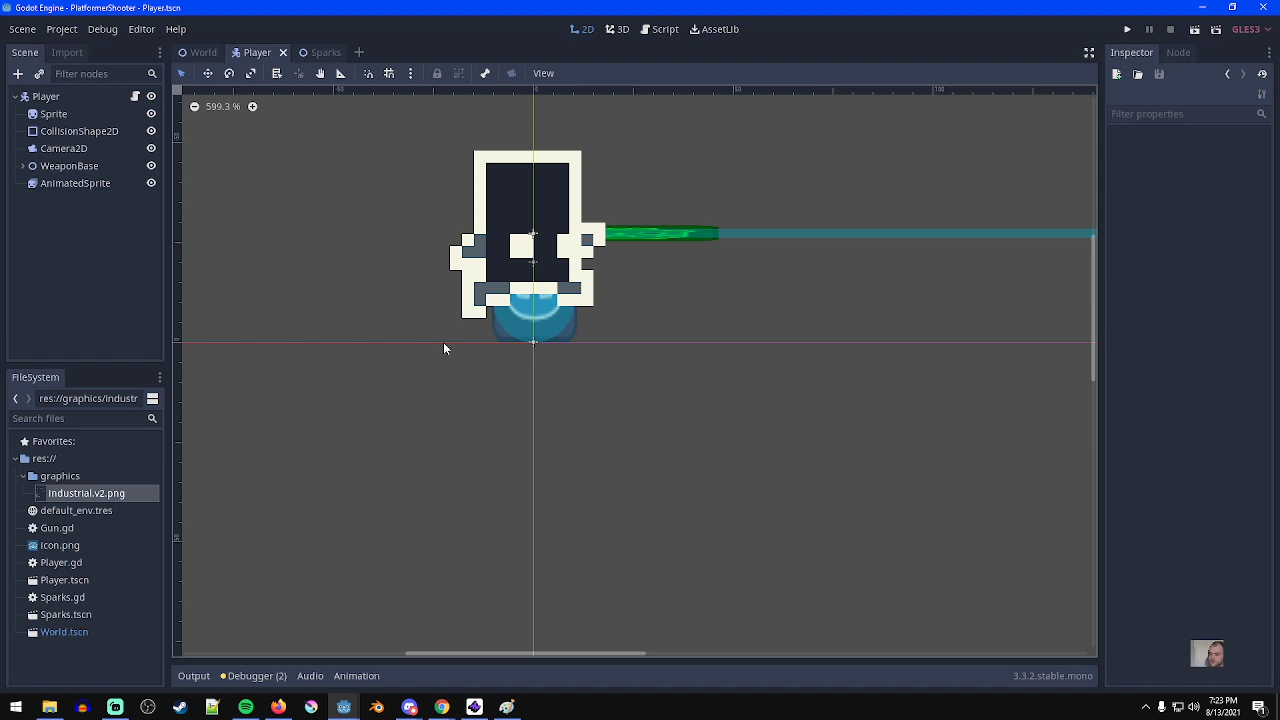 Godot Engine - PlatformerShooter - Player.tscn
Scene Project Debug Editor Help
2D 3D Script AssetLib
GLES3
Scene Import
World Player Sparks
Inspector Node
Filter nodes
View
Player
Sprite
CollisionShape2D
Camera2D
WeaponBase
AnimatedSprite
599.3 %
-50 0 50 100
Filter properties
FileSystem
res://graphics/industr
Search files
Favorites:
res://
graphics
industrial.v2.png
default_env.tres
Gun.gd
Icon.png
Player.gd
Player.tscn
Sparks.gd
Sparks.tscn
World.tscn
Output Debugger (2) Audio Animation
3.3.2.stable.mono
7:23 PM
8/13/2021